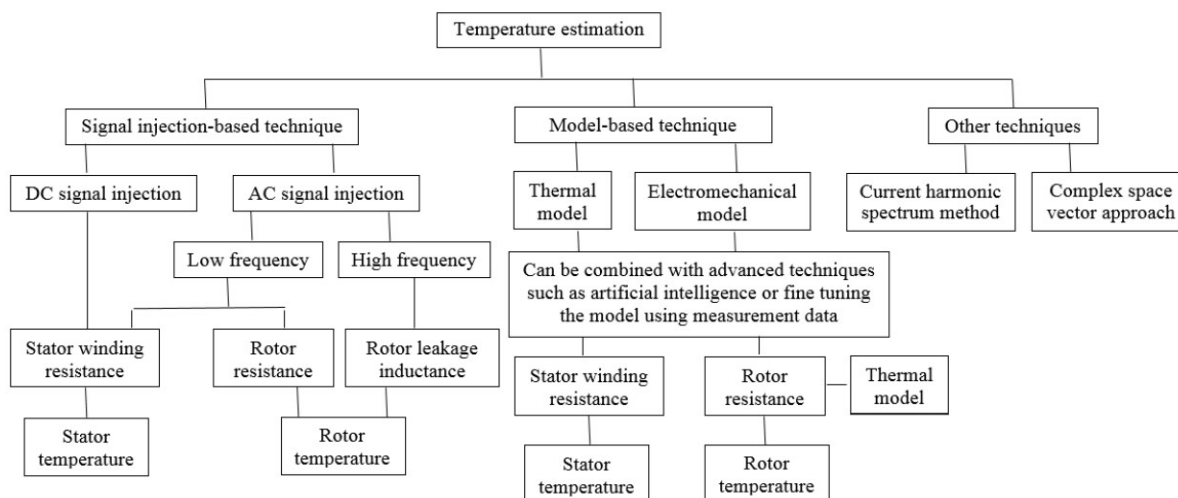 Temperature estimation
Signal injection-based technique
Model-based technique
Other techniques
DC signal injection
AC signal injection
Thermal
model
Electromechanical
model
Current harmonic
spectrum method
Complex space
vector approach
Low frequency
High frequency
Can be combined with advanced techniques
such as artificial intelligence or fine tuning
the model using measurement data
Stator winding
resistance
Rotor
resistance
Rotor leakage
inductance
Stator winding
resistance
Rotor
resistance
Thermal
model
Stator
temperature
Rotor
temperature
Stator
temperature
Rotor
temperature